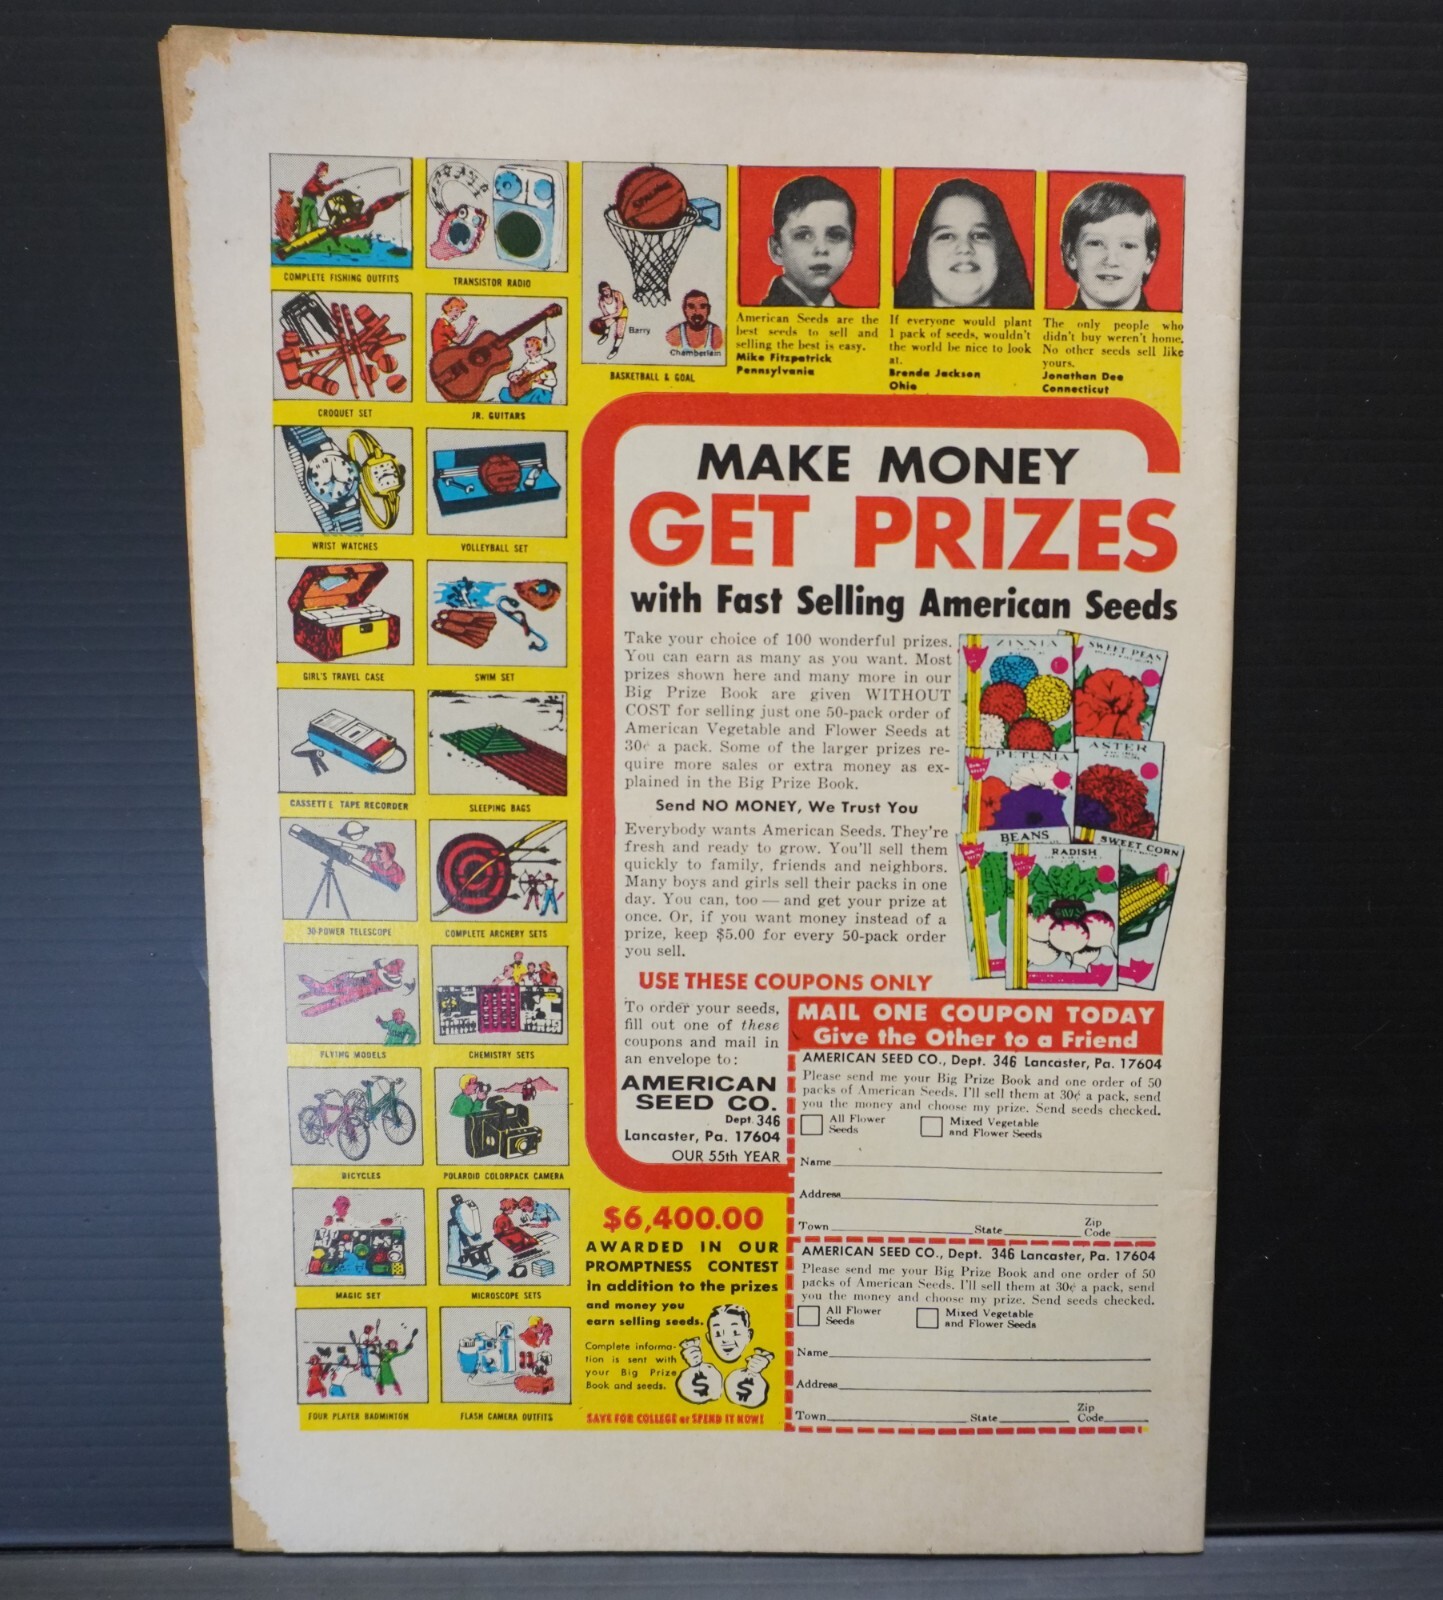 COMPLETE FISHING OUTFITS
TRANSISTOR RADIO
SPALDING
Barry
Chamberlain
BASKETBALL & GOAL
CROQUET SET
JR. GUITARS
WRIST WATCHES
VOLLEYBALL SET
GIRL'S TRAVEL CASE
SWIM SET
CASSETTE TAPE RECORDER
SLEEPING BAGS
30-POWER TELESCOPE
COMPLETE ARCHERY SETS
FLYING MODELS
CHEMISTRY SETS
BICYCLES
POLAROID COLORPACK CAMERA
MAGIC SET
MICROSCOPE SETS
FOUR PLAYER BADMINTON
FLASH CAMERA OUTFITS
American Seeds are the
best seeds to sell and
selling the best is easy.
Mike Fitzpatrick
Pennsylvania
If everyone would plant
1 pack of seeds, wouldn't
the world be nice to look
at.
Brenda Jackson
Ohio
The only people who
didn't buy weren't home.
No other seeds sell like
yours.
Jonathan Dee
Connecticut
MAKE MONEY
GET PRIZES
with Fast Selling American Seeds
Take your choice of 100 wonderful prizes.
You can earn as many as you want. Most
prizes shown here and many more in our
Big Prize Book are given WITHOUT
COST for selling just one 50-pack order of
American Vegetable and Flower Seeds at
30¢ a pack. Some of the larger prizes re-
quire more sales or extra money as ex-
plained in the Big Prize Book.
Send NO MONEY, We Trust You
Everybody wants American Seeds. They're
fresh and ready to grow. You'll sell them
quickly to family, friends and neighbors.
Many boys and girls sell their packs in one
day. You can, too — and get your prize at
once. Or, if you want money instead of a
prize, keep $5.00 for every 50-pack order
you sell.
ZINNIA
SWEET PEAS
PETUNIA
ASTER
BEANS
RADISH
SWEET CORN
USE THESE COUPONS ONLY
To order your seeds,
fill out one of these
coupons and mail in
an envelope to:
AMERICAN
SEED CO.
Dept. 346
Lancaster, Pa. 17604
OUR 55th YEAR
MAIL ONE COUPON TODAY
Give the Other to a Friend
AMERICAN SEED CO., Dept. 346 Lancaster, Pa. 17604
Please send me your Big Prize Book and one order of 50
packs of American Seeds. I'll sell them at 30¢ a pack, send
you the money and choose my prize. Send seeds checked.
All Flower
Seeds
Mixed Vegetable
and Flower Seeds
Name
Address
Town State Zip
Code
AMERICAN SEED CO., Dept. 346 Lancaster, Pa. 17604
Please send me your Big Prize Book and one order of 50
packs of American Seeds. I'll sell them at 30¢ a pack, send
you the money and choose my prize. Send seeds checked.
All Flower
Seeds
Mixed Vegetable
and Flower Seeds
Name
Address
Town State Zip
Code
$6,400.00
AWARDED IN OUR
PROMPTNESS CONTEST
in addition to the prizes
and money you
earn selling seeds.
Complete informa-
tion is sent with
your Big Prize
Book and seeds.
$ $
SAVE FOR COLLEGE or SPEND IT NOW!